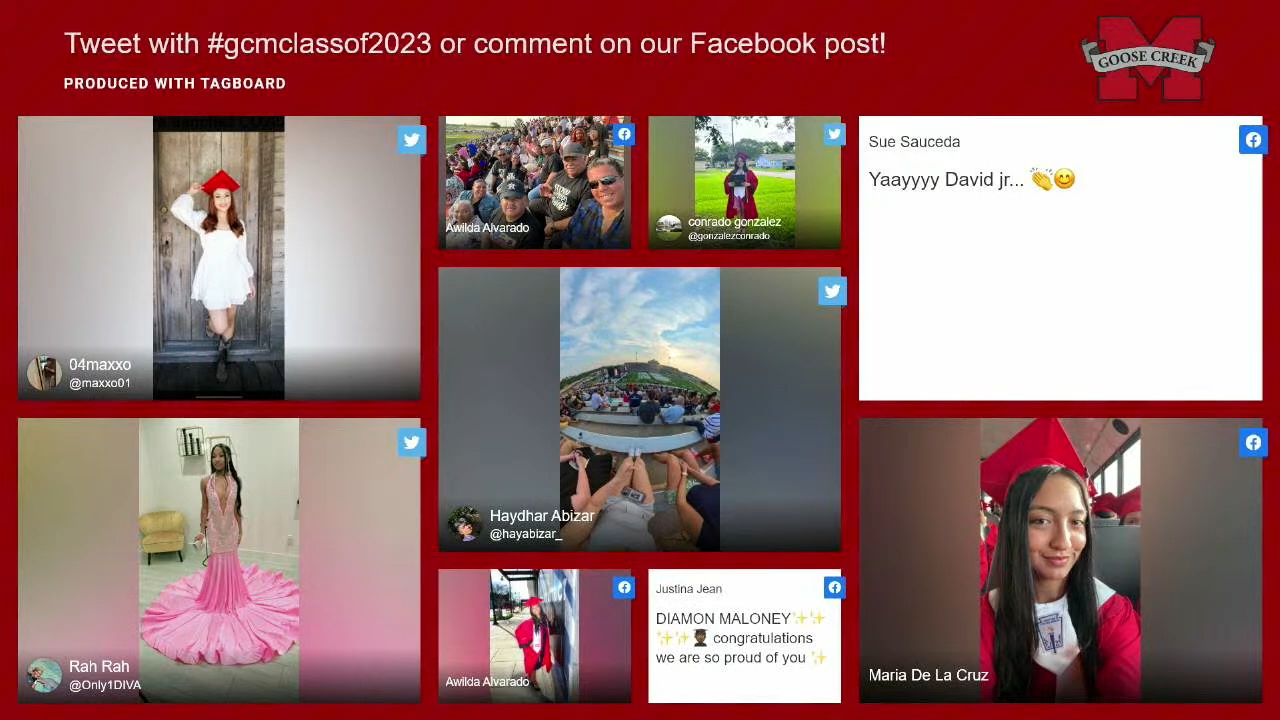 Tweet with #gcmclassof2023 or comment on our Facebook post!
PRODUCED WITH TAGBOARD
M
GOOSE CREEK
04maxxo
@maxxo01
Awilda Alvarado
conrado gonzalez
@gonzalezconrado
Sue Sauceda
Yaayyyy David jr... 👏😊
Haydhar Abizar
@hayabizar_
Rah Rah
@Only1DIVA
Awilda Alvarado
Justina Jean
DIAMON MALONEY✨✨
✨✨👩🏿‍🎓 congratulations
we are so proud of you ✨
Maria De La Cruz